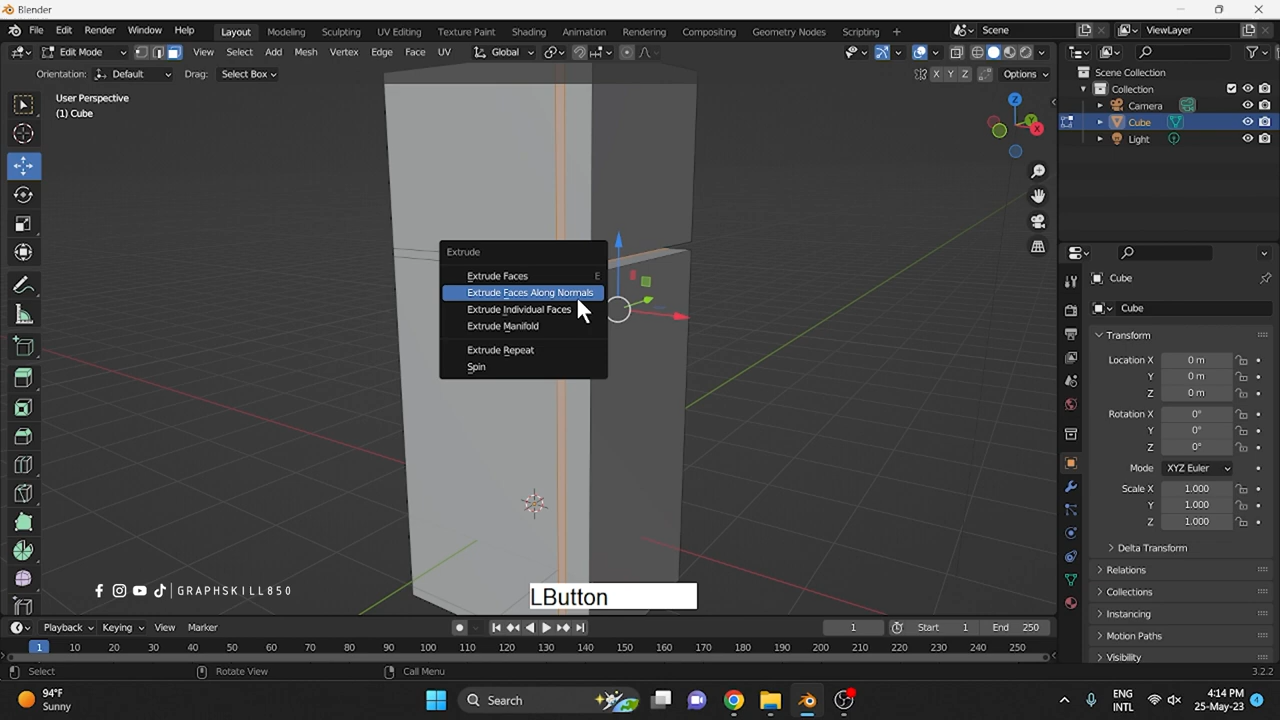 Blender
File Edit Render Window Help Layout Modeling Sculpting UV Editing Texture Paint Shading Animation Rendering Compositing Geometry Nodes Scripting + Scene ViewLayer
Edit Mode View Select Add Mesh Vertex Edge Face UV Global
Orientation: Default Drag: Select Box X Y Z Options
User Perspective
(1) Cube
Z
Y
X
Extrude
Extrude Faces E
Extrude Faces Along Normals
Extrude Individual Faces
Extrude Manifold
Extrude Repeat
Spin
GRAPHSKILL850
LButton
Scene Collection
Collection
Camera
Cube
Light
Cube
Cube
Transform
Location X 0 m
Y 0 m
Z 0 m
Rotation X 0°
Y 0°
Z 0°
Mode XYZ Euler
Scale X 1.000
Y 1.000
Z 1.000
Delta Transform
Relations
Collections
Instancing
Motion Paths
Visibility
Playback Keying View Marker 1 Start 1 End 250
1 10 20 30 40 50 60 70 80 90 100 110 120 130 140 150 160 170 180 190 200 210 220 230 240 250
Select Rotate View Call Menu 3.2.2
94°F
Sunny
Search
ENG
INTL
4:14 PM
25-May-23
4